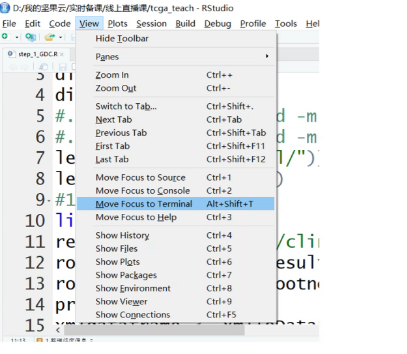 D:/我的坚果云/实时备课/线上直播课/tcga_teach - RStudio
File Edit Code View Plots Session Build Debug Profile Tools Help
step_1_GDC.R
Hide Toolbar
Panes
Zoom In Ctrl++
Zoom Out Ctrl+-
Switch to Tab... Ctrl+Shift+.
Next Tab Ctrl+Tab
Previous Tab Ctrl+Shift+Tab
First Tab Ctrl+Shift+F11
Last Tab Ctrl+Shift+F12
Move Focus to Source Ctrl+1
Move Focus to Console Ctrl+2
Move Focus to Terminal Alt+Shift+T
Move Focus to Help Ctrl+3
Show History Ctrl+4
Show Files Ctrl+5
Show Plots Ctrl+6
Show Packages Ctrl+7
Show Environment Ctrl+8
Show Viewer Ctrl+9
Show Connections Ctrl+F5
3 di
4 di
5 #. d -m
6 #. d -m
7 le l/")
8 le )
9 #1
10 li
11 re /clin
12 ro esul
13 ro ootno
14 pr
15
11:13